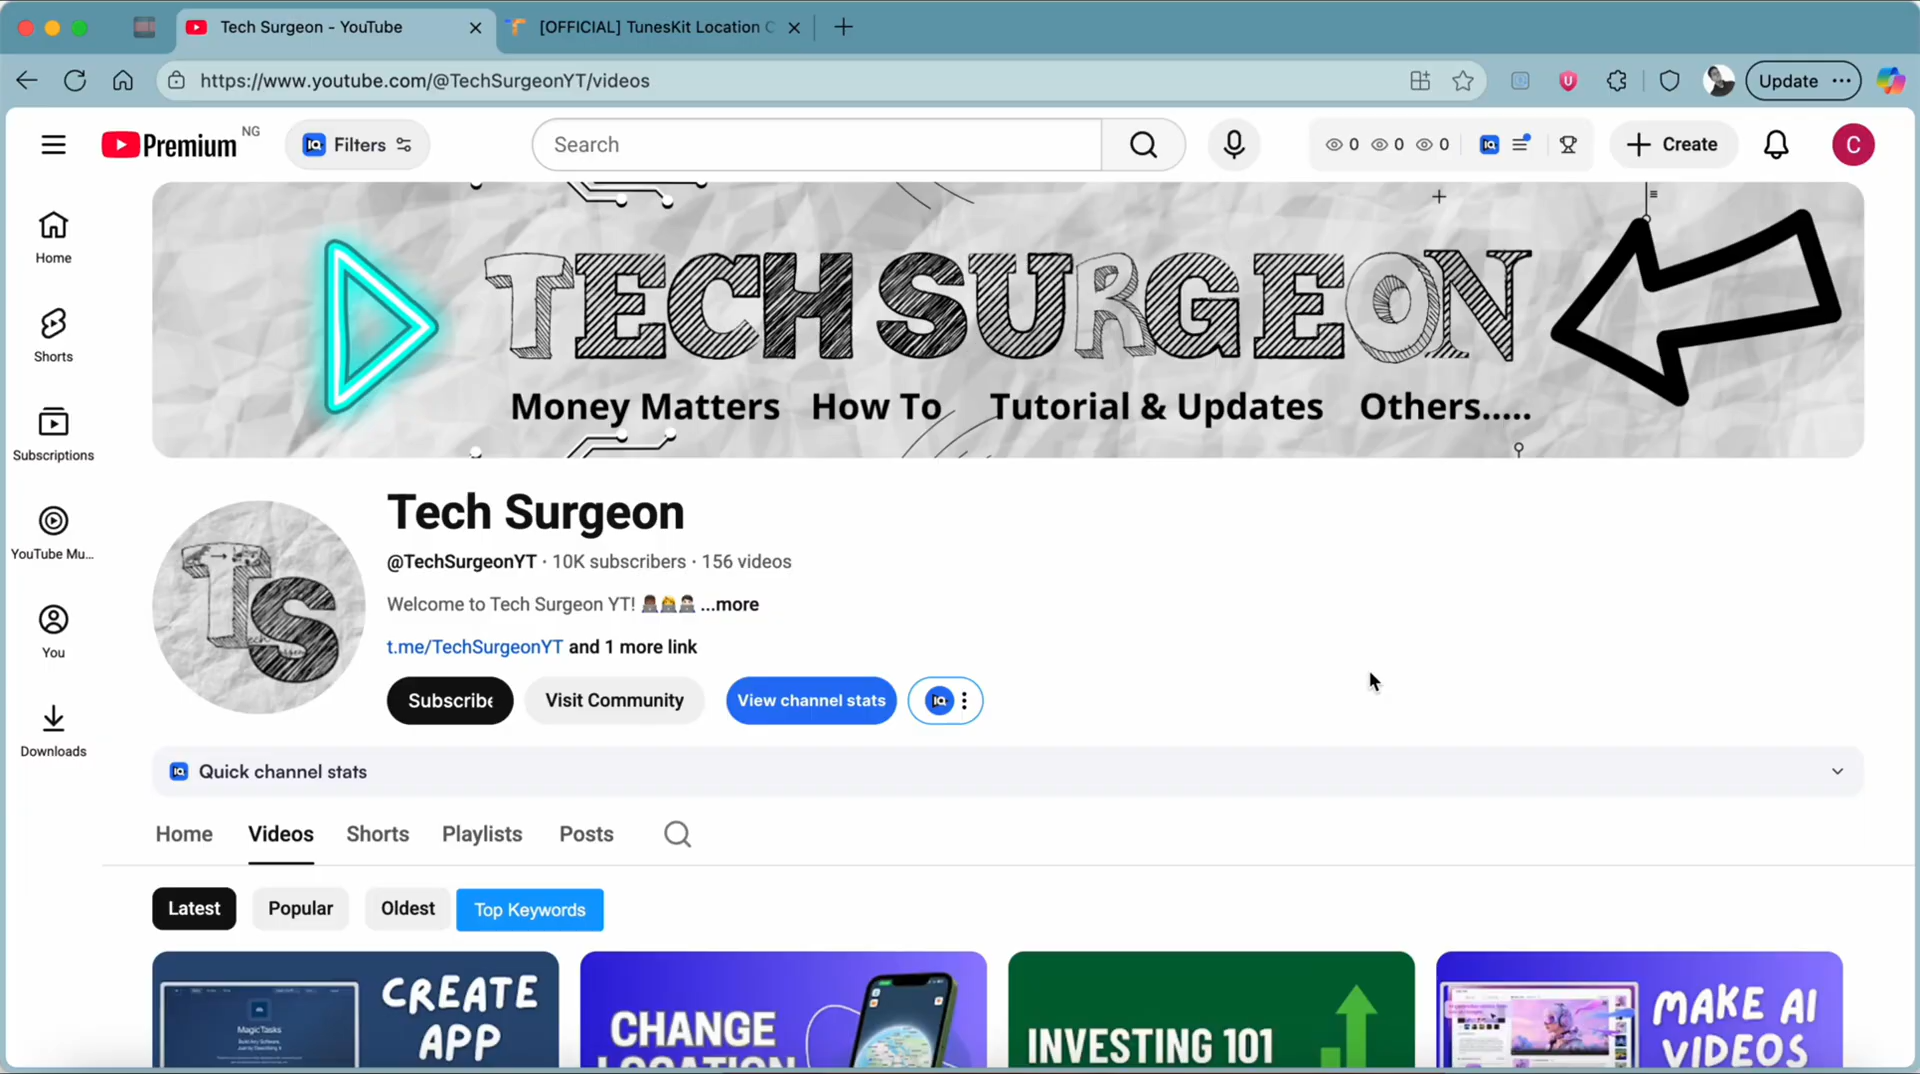 Tech Surgeon - YouTube
[OFFICIAL] TunesKit Location C
https://www.youtube.com/@TechSurgeonYT/videos
Update
Premium NG
Filters
Search
0 0 0
Create
C
Home
Shorts
Subscriptions
YouTube Mu...
You
Downloads
TECH SURGEON
Money Matters How To Tutorial & Updates Others.....
TS
Tech Surgeon
@TechSurgeonYT · 10K subscribers · 156 videos
Welcome to Tech Surgeon YT! 👨🏿‍💻👩‍💻👨🏻‍💻 ...more
t.me/TechSurgeonYT and 1 more link
Subscribe
Visit Community
View channel stats
IQ
Quick channel stats
Home Videos Shorts Playlists Posts
Latest Popular Oldest Top Keywords
CREATE
APP
MagicTasks
CHANGE
LOCATION
INVESTING 101
MAKE AI
VIDEOS